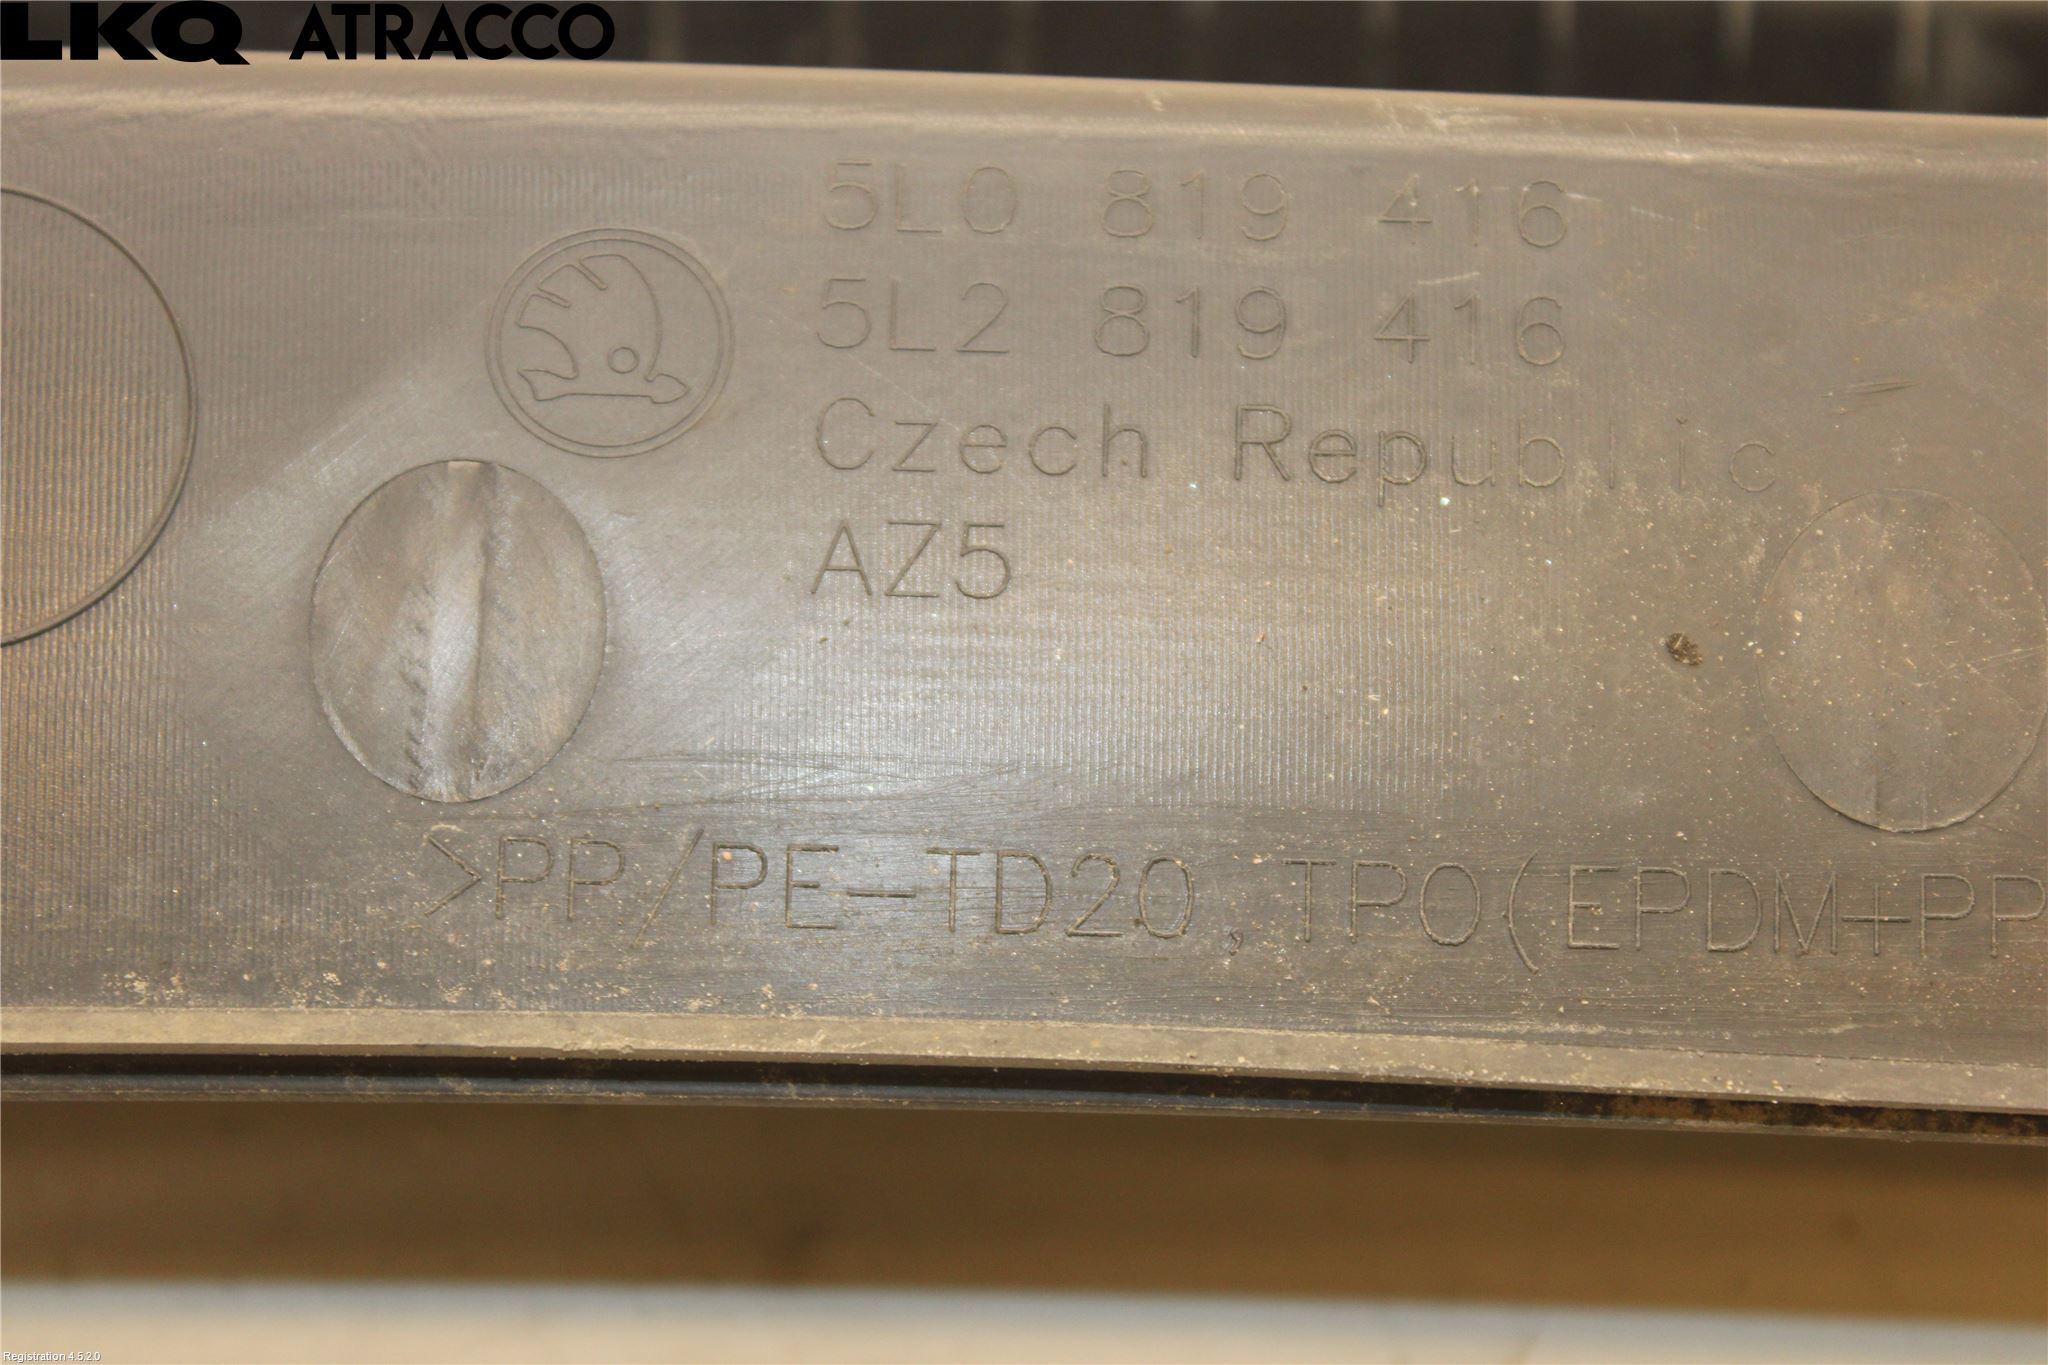 LKQ ATRACCO
5L0 819 416
5L2 819 416
Czech Republic
AZ5
>PP/PE-TD20,TPO(EPDM+PP
Registration 4.5.2.0